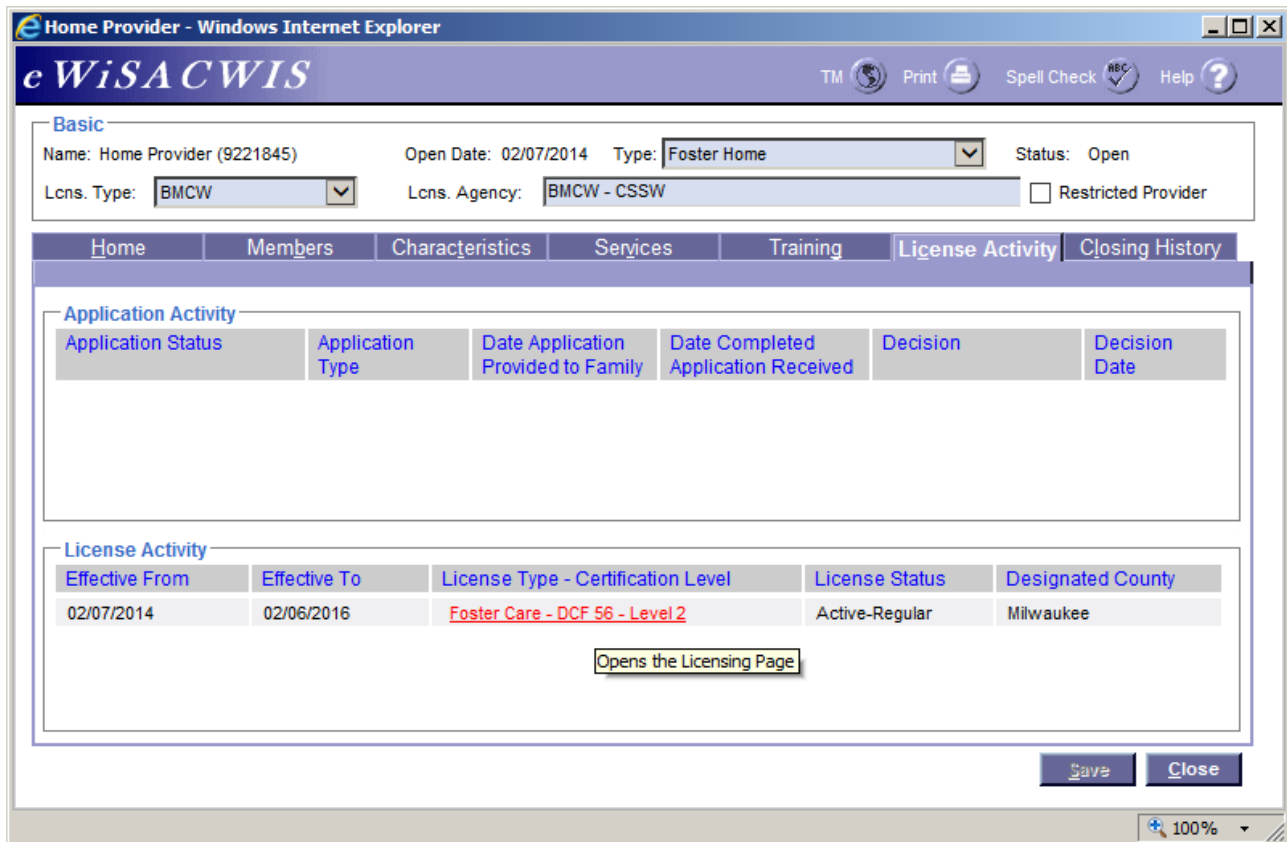 Home Provider - Windows Internet Explorer
eWiSACWIS TM Print ABC Spell Check Help ?
Basic
Name: Home Provider (9221845) Open Date: 02/07/2014 Type: Foster Home Status: Open
Lcns. Type: BMCW Lcns. Agency: BMCW - CSSW Restricted Provider
Home Members Characteristics Services Training License Activity Closing History
Application Activity
Application Status Application Type Date Application Provided to Family Date Completed Application Received Decision Decision Date
License Activity
Effective From Effective To License Type - Certification Level License Status Designated County
02/07/2014 02/06/2016 Foster Care - DCF 56 - Level 2 Active-Regular Milwaukee
Opens the Licensing Page
Save Close
100%